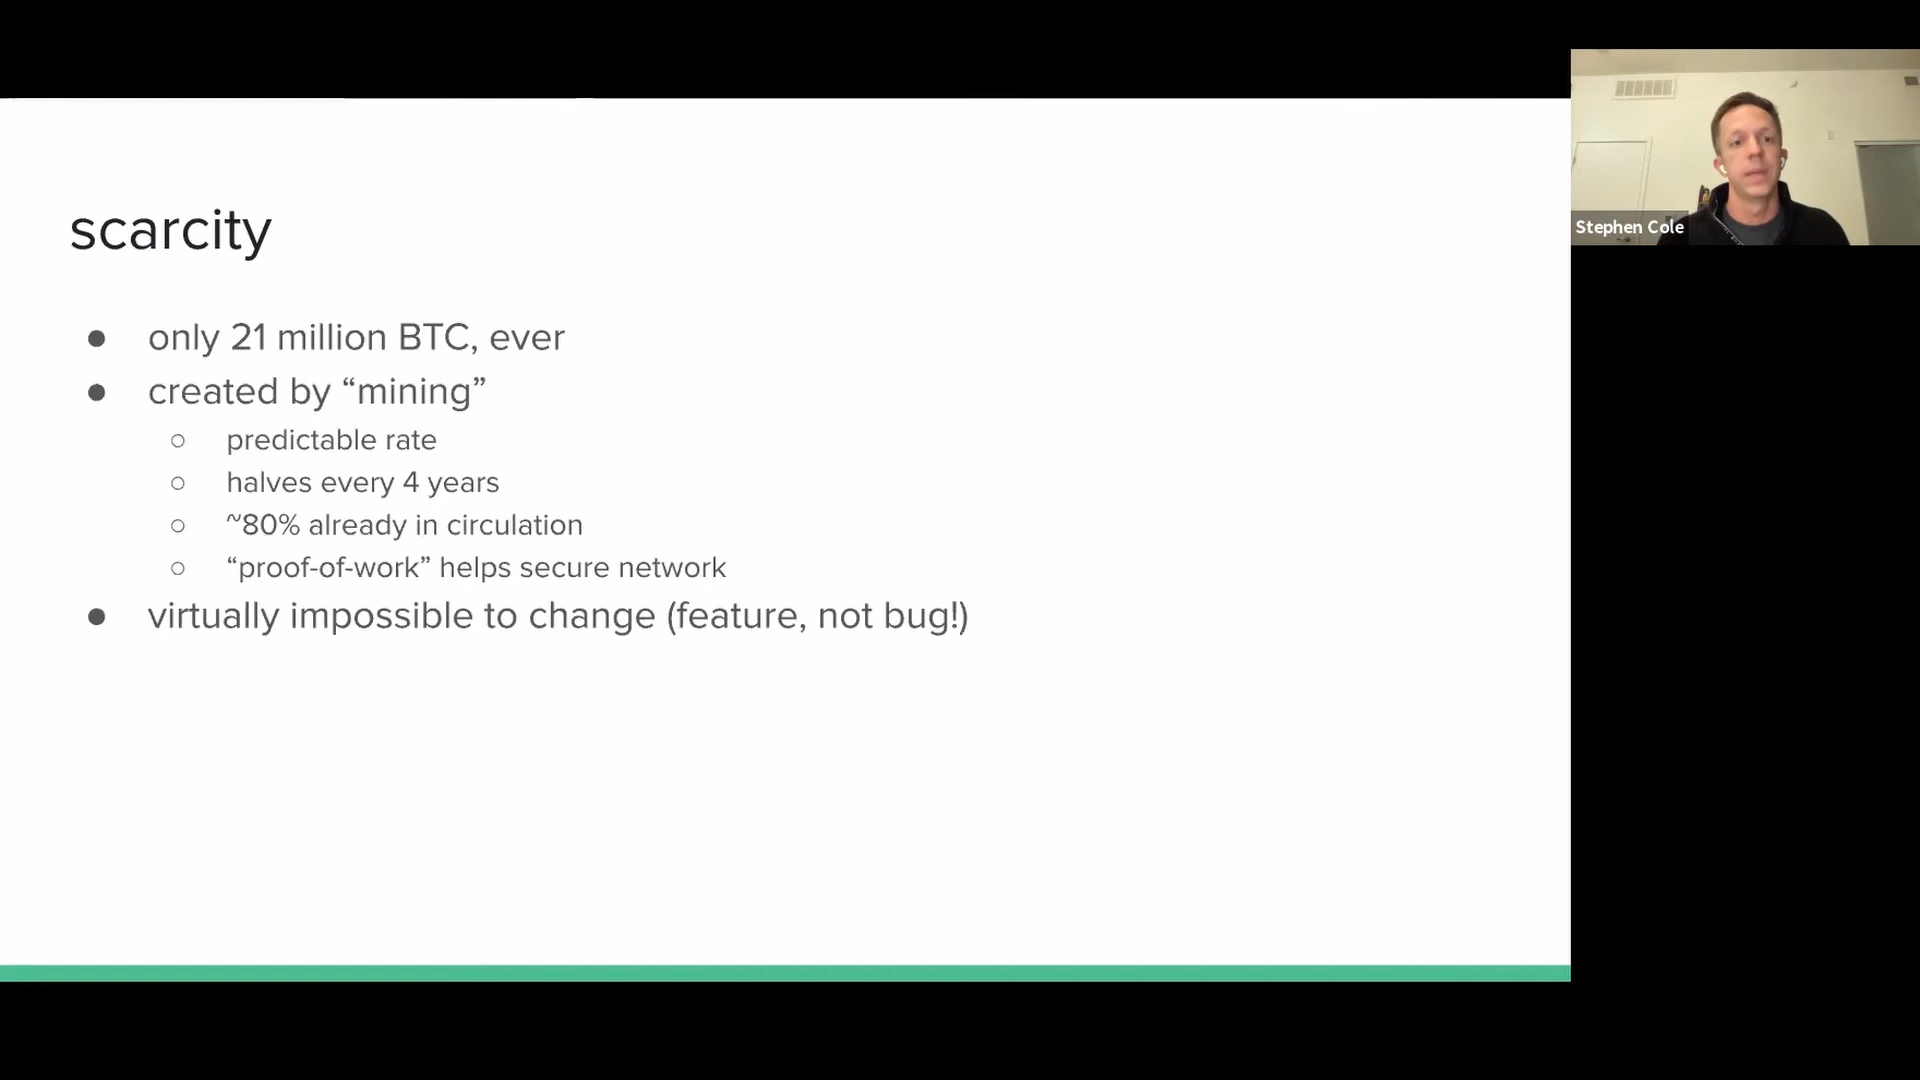 scarcity
● only 21 million BTC, ever
● created by “mining”
○ predictable rate
○ halves every 4 years
○ ~80% already in circulation
○ “proof-of-work” helps secure network
● virtually impossible to change (feature, not bug!)
Stephen Cole